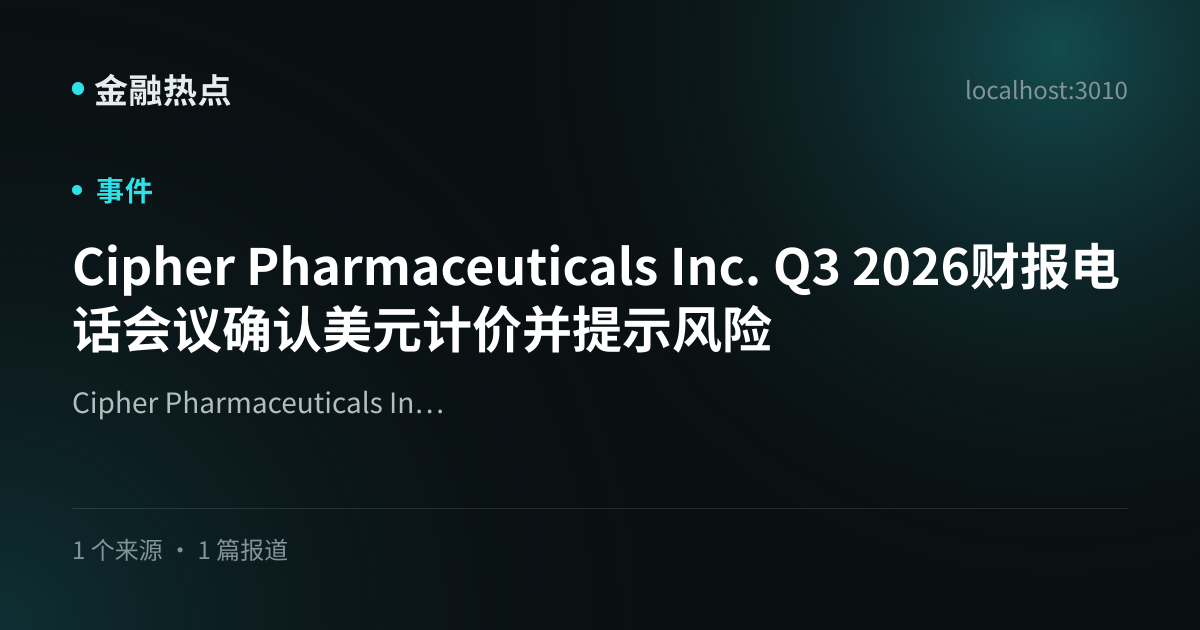 金融热点
localhost:3010
事件
Cipher Pharmaceuticals Inc. Q3 2026财报电
话会议确认美元计价并提示风险
Cipher Pharmaceuticals In…
1 个来源 · 1 篇报道